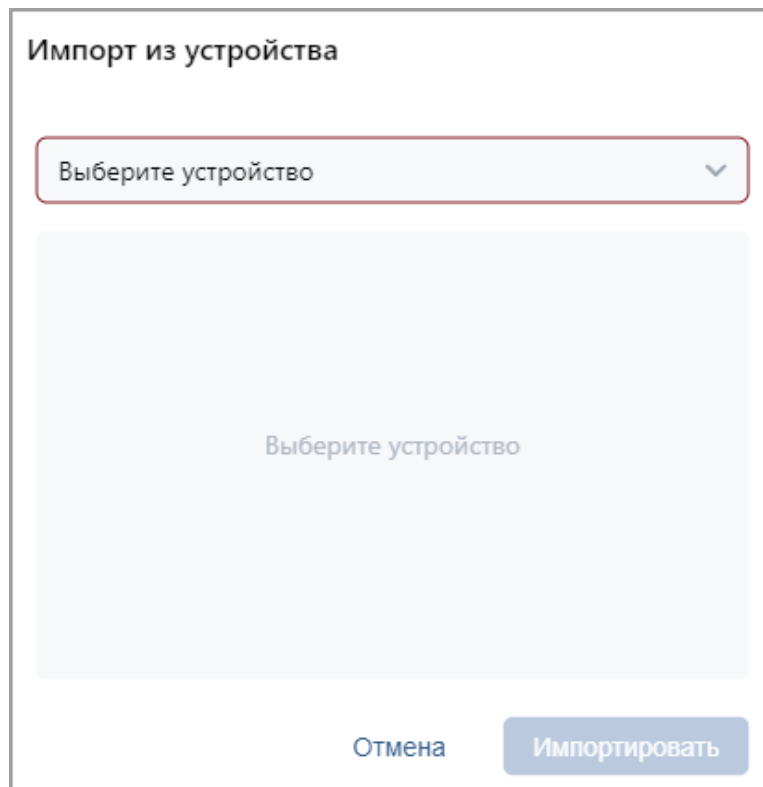 Импорт из устройства
Выберите устройство
Выберите устройство
Отмена Импортировать